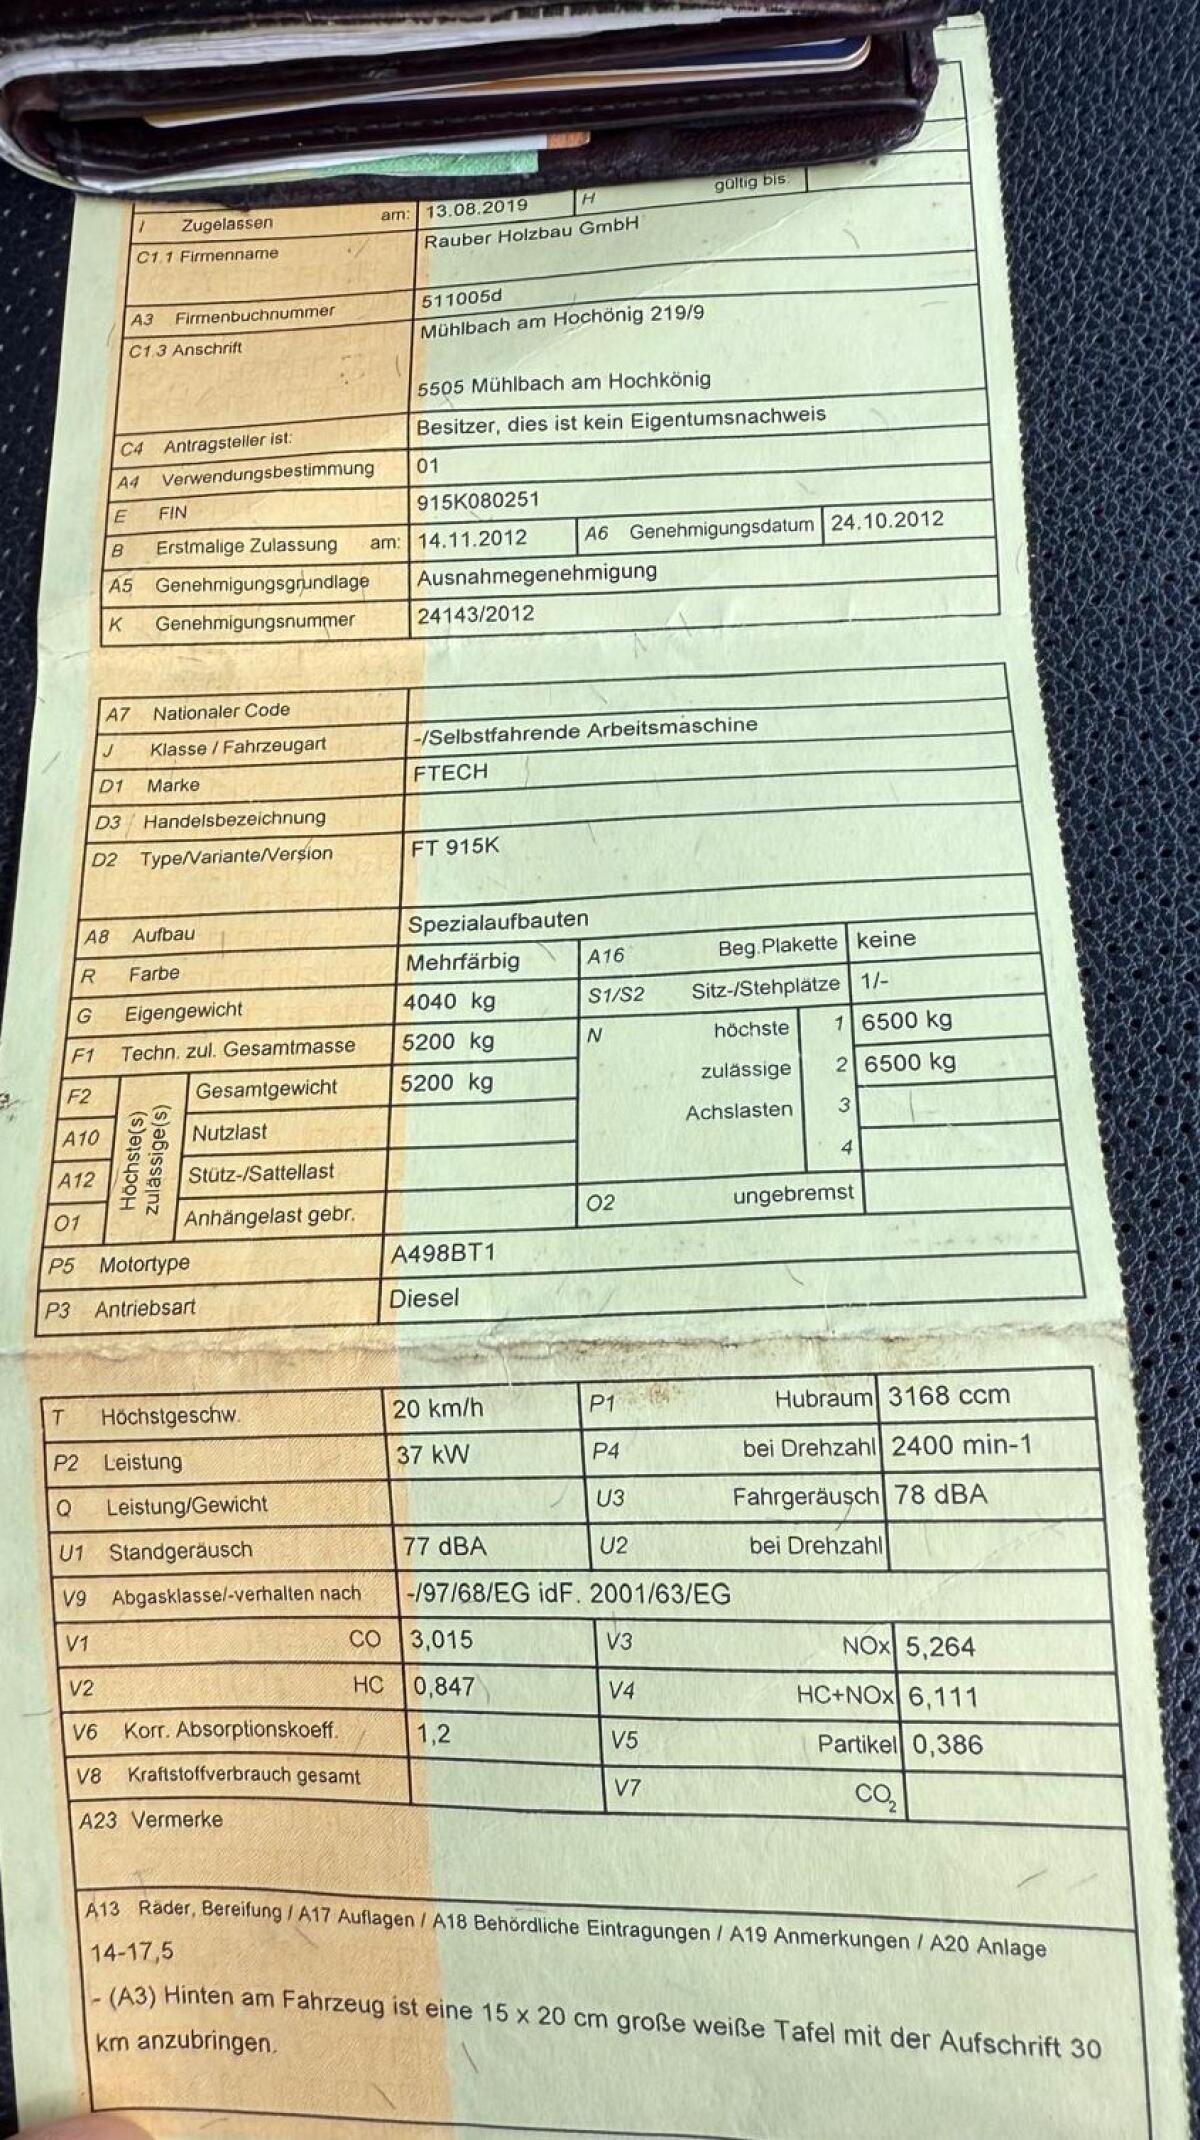 gültig bis:
I Zugelassen am: 13.08.2019 H
C1.1 Firmenname Rauber Holzbau GmbH
A3 Firmenbuchnummer 511005d
C1.3 Anschrift Mühlbach am Hochönig 219/9
5505 Mühlbach am Hochkönig
C4 Antragsteller ist: Besitzer, dies ist kein Eigentumsnachweis
A4 Verwendungsbestimmung 01
E FIN 915K080251
B Erstmalige Zulassung am: 14.11.2012 A6 Genehmigungsdatum 24.10.2012
A5 Genehmigungsgrundlage Ausnahmegenehmigung
K Genehmigungsnummer 24143/2012
A7 Nationaler Code
J Klasse / Fahrzeugart -/Selbstfahrende Arbeitsmaschine
D1 Marke FTECH
D3 Handelsbezeichnung
D2 Type/Variante/Version FT 915K
A8 Aufbau Spezialaufbauten
R Farbe Mehrfärbig A16 Beg.Plakette keine
G Eigengewicht 4040 kg S1/S2 Sitz-/Stehplätze 1/-
F1 Techn. zul. Gesamtmasse 5200 kg N höchste 1 6500 kg
F2 Höchste(s) zulässige(s) Gesamtgewicht 5200 kg zulässige 2 6500 kg
A10 Nutzlast Achslasten 3
A12 Stütz-/Sattellast 4
O1 Anhängelast gebr. O2 ungebremst
P5 Motortype A498BT1
P3 Antriebsart Diesel
T Höchstgeschw. 20 km/h P1 Hubraum 3168 ccm
P2 Leistung 37 kW P4 bei Drehzahl 2400 min-1
Q Leistung/Gewicht U3 Fahrgeräusch 78 dBA
U1 Standgeräusch 77 dBA U2 bei Drehzahl
V9 Abgasklasse/-verhalten nach -/97/68/EG idF. 2001/63/EG
V1 CO 3,015 V3 NOx 5,264
V2 HC 0,847 V4 HC+NOx 6,111
V6 Korr. Absorptionskoeff. 1,2 V5 Partikel 0,386
V8 Kraftstoffverbrauch gesamt V7 CO2
A23 Vermerke
A13 Räder, Bereifung / A17 Auflagen / A18 Behördliche Eintragungen / A19 Anmerkungen / A20 Anlage
14-17,5
- (A3) Hinten am Fahrzeug ist eine 15 x 20 cm große weiße Tafel mit der Aufschrift 30
km anzubringen.